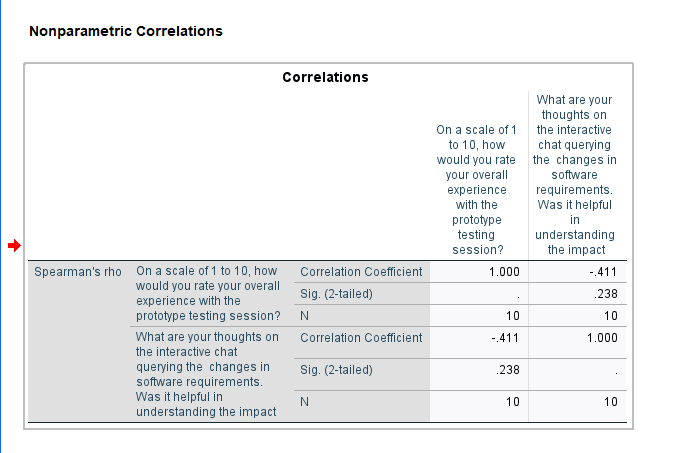 Nonparametric Correlations
Correlations
On a scale of 1
to 10, how
would you rate
your overall
experience
with the
prototype
testing
session?
What are your
thoughts on
the interactive
chat querying
the changes in
software
requirements.
Was it helpful
in
understanding
the impact
Spearman's rho
On a scale of 1 to 10, how
would you rate your overall
experience with the
prototype testing session?
Correlation Coefficient 1.000 -.411
Sig. (2-tailed) . .238
N 10 10
What are your thoughts on
the interactive chat
querying the changes in
software requirements.
Was it helpful in
understanding the impact
Correlation Coefficient -.411 1.000
Sig. (2-tailed) .238 .
N 10 10